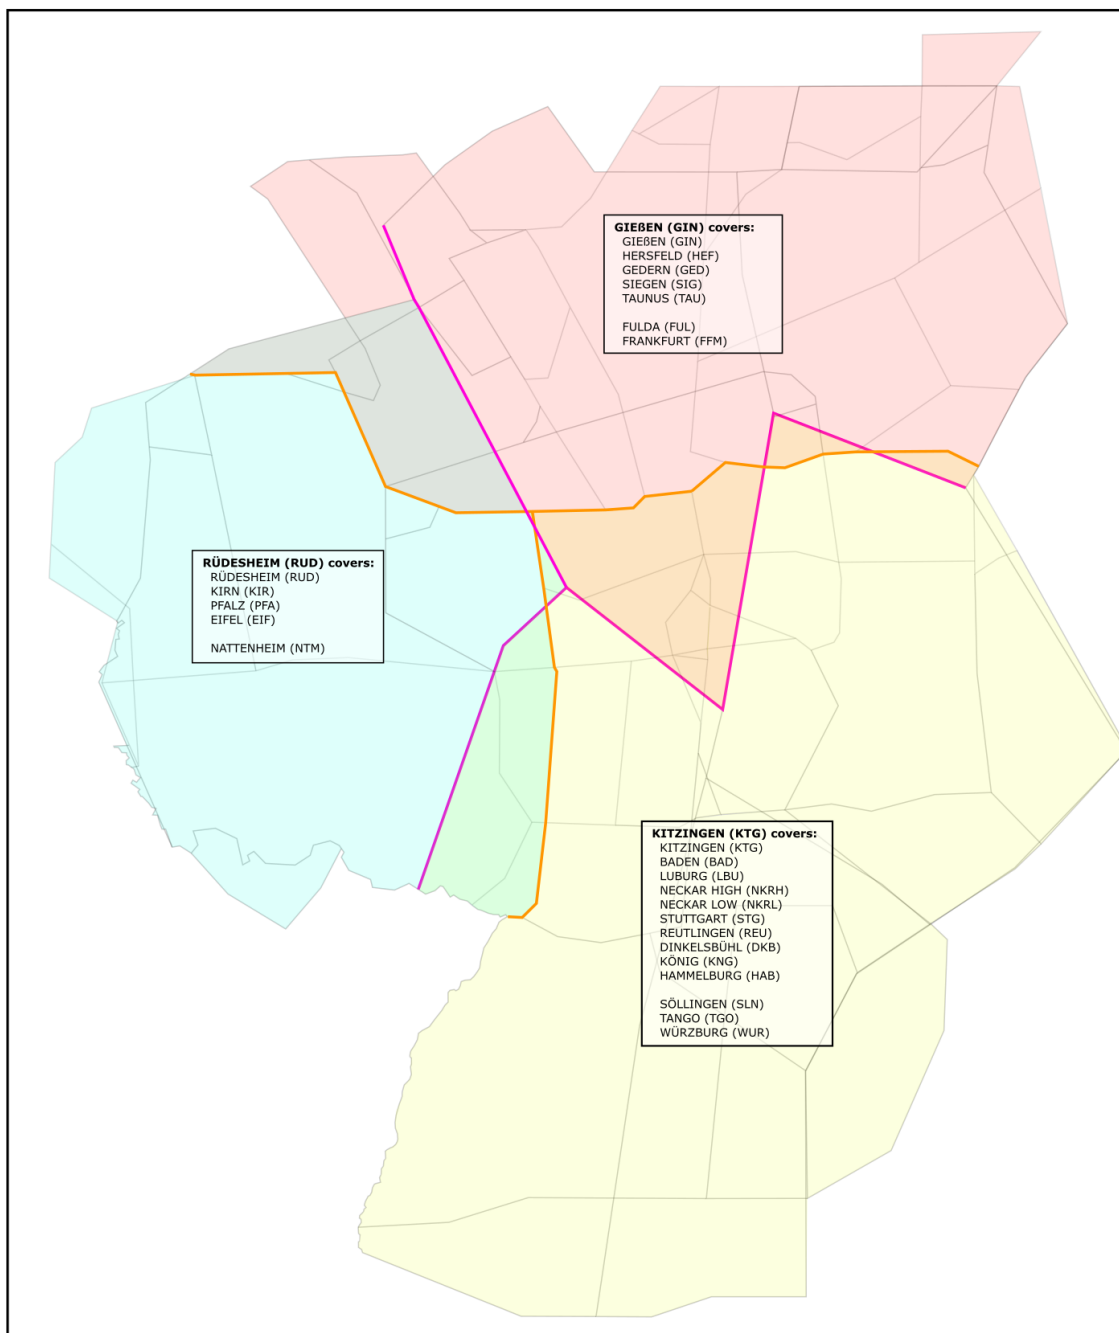 GIEßEN (GIN) covers:
GIEßEN (GIN)
HERSFELD (HEF)
GEDERN (GED)
SIEGEN (SIG)
TAUNUS (TAU)
FULDA (FUL)
FRANKFURT (FFM)
RÜDESHEIM (RUD) covers:
RÜDESHEIM (RUD)
KIRN (KIR)
PFALZ (PFA)
EIFEL (EIF)
NATTENHEIM (NTM)
KITZINGEN (KTG) covers:
KITZINGEN (KTG)
BADEN (BAD)
LUBURG (LBU)
NECKAR HIGH (NKRH)
NECKAR LOW (NKRL)
STUTTGART (STG)
REUTLINGEN (REU)
DINKELSBÜHL (DKB)
KÖNIG (KNG)
HAMMELBURG (HAB)
SÖLLINGEN (SLN)
TANGO (TGO)
WÜRZBURG (WUR)